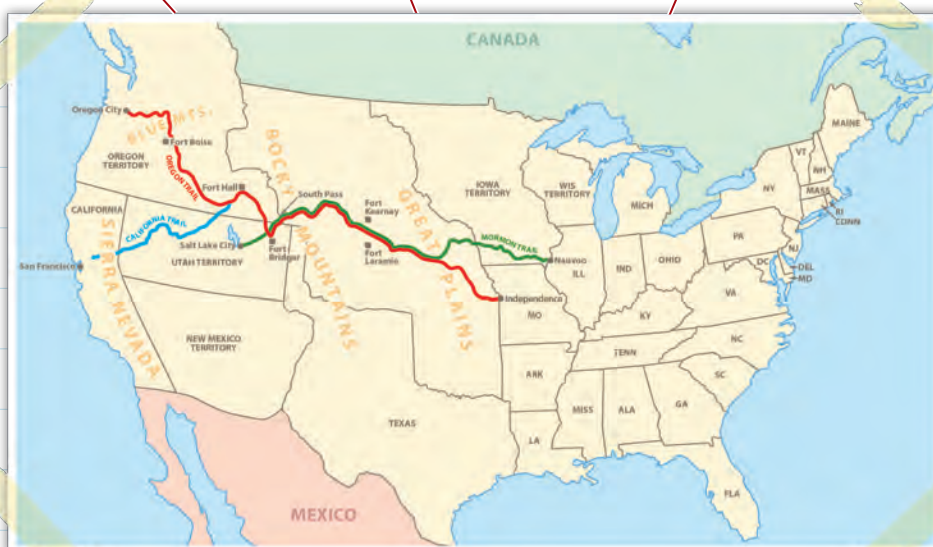 CANADA
Oregon City
BLUE MTS.
Fort Boise
OREGON
TERRITORY
OREGON TRAIL
Fort Hall
ROCKY MOUNTAINS
South Pass
Fort
Kearnay
GREAT PLAINS
IOWA
TERRITORY
WIS
TERRITORY
MICH
MAINE
VT
NH
MASS
RI
CONN
NY
CALIFORNIA
CALIFORNIA TRAIL
SIERRA NEVADA
Salt Lake City
UTAH TERRITORY
Fort
Bridger
Fort
Laramie
MORMON TRAIL
Nauvoo
ILL
IND
OHIO
PA
NJ
DEL
MD
DC
San Francisco
Independence
MO
KY
VA
NEW MEXICO
TERRITORY
TENN
NC
ARK
SC
TEXAS
MISS
ALA
GA
LA
FLA
MEXICO